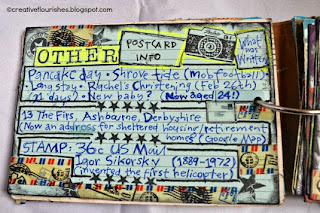 ©creativeflourishes.blogspot.com
OTHER POSTCARD INFO
What was Written
Pancake day • Shrove tide (Mob football)
Long stay • Rachel's Christening (Feb 26th)
(21 days?) • New baby? (Now aged 24!)
13 The Firs, Ashbourne, Derbyshire
Now an address for sheltered housing/retirement homes (Google Map)
STAMP: 36c US Mail
Igor Sikorsky (1889-1972)
invented the first helicopter